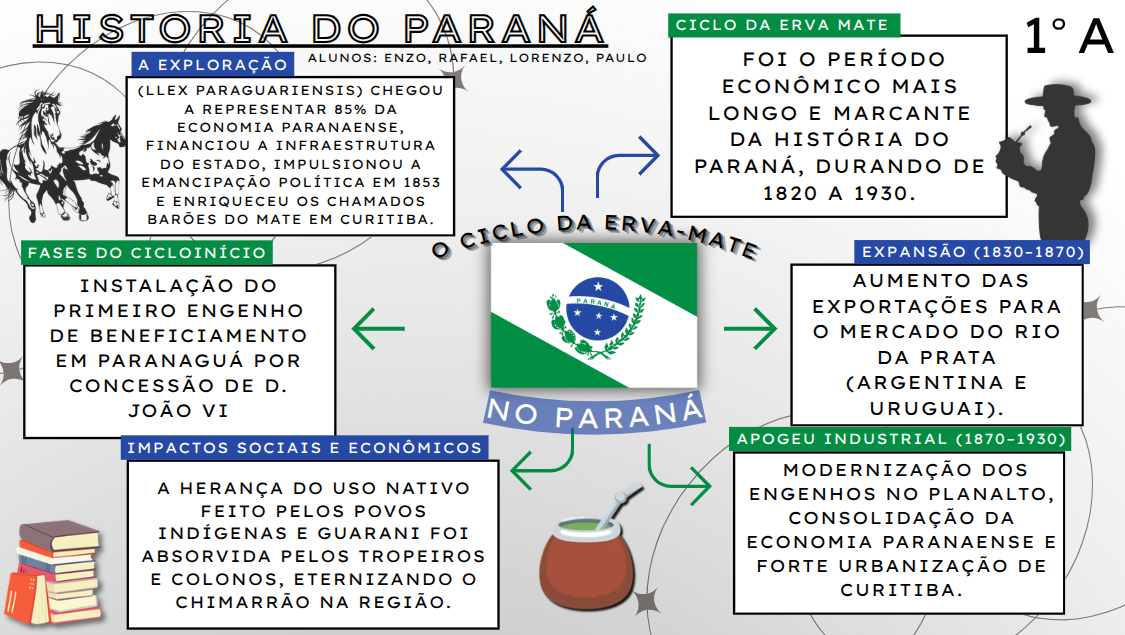 HISTORIA DO PARANÁ
ALUNOS: ENZO, RAFAEL, LORENZO, PAULO
1° A
A EXPLORAÇÃO
(LLEX PARAGUARIENSIS) CHEGOU
A REPRESENTAR 85% DA
ECONOMIA PARANAENSE,
FINANCIOU A INFRAESTRUTURA
DO ESTADO, IMPULSIONOU A
EMANCIPAÇÃO POLÍTICA EM 1853
E ENRIQUECEU OS CHAMADOS
BARÕES DO MATE EM CURITIBA.
CICLO DA ERVA MATE
FOI O PERÍODO
ECONÔMICO MAIS
LONGO E MARCANTE
DA HISTÓRIA DO
PARANÁ, DURANDO DE
1820 A 1930.
O CICLO DA ERVA-MATE
PARANÁ
NO PARANÁ
FASES DO CICLOINÍCIO
INSTALAÇÃO DO
PRIMEIRO ENGENHO
DE BENEFICIAMENTO
EM PARANAGUÁ POR
CONCESSÃO DE D.
JOÃO VI
EXPANSÃO (1830-1870)
AUMENTO DAS
EXPORTAÇÕES PARA
O MERCADO DO RIO
DA PRATA
(ARGENTINA E
URUGUAI).
IMPACTOS SOCIAIS E ECONÔMICOS
A HERANÇA DO USO NATIVO
FEITO PELOS POVOS
INDÍGENAS E GUARANI FOI
ABSORVIDA PELOS TROPEIROS
E COLONOS, ETERNIZANDO O
CHIMARRÃO NA REGIÃO.
APOGEU INDUSTRIAL (1870-1930)
MODERNIZAÇÃO DOS
ENGENHOS NO PLANALTO,
CONSOLIDAÇÃO DA
ECONOMIA PARANAENSE E
FORTE URBANIZAÇÃO DE
CURITIBA.